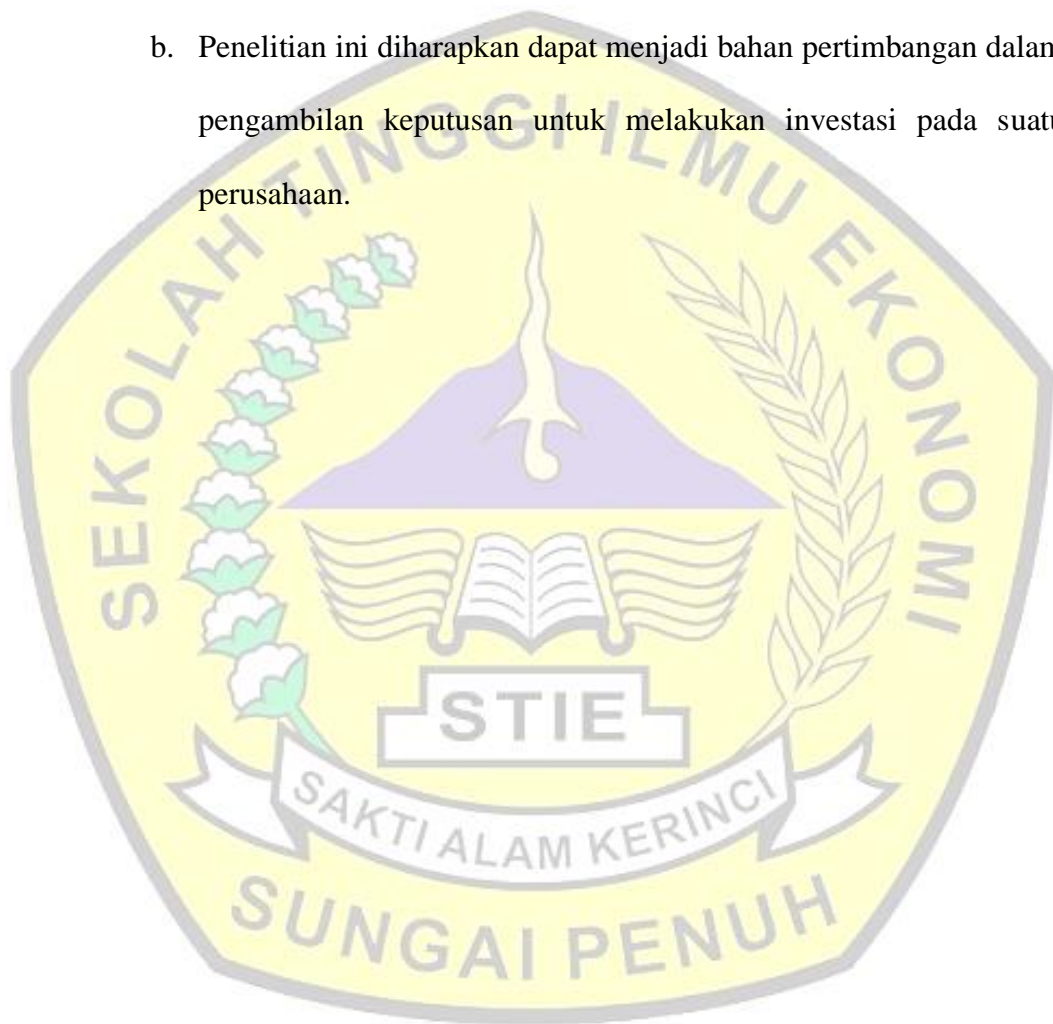 b. Penelitian ini diharapkan dapat menjadi bahan pertimbangan dalam
pengambilan keputusan untuk melakukan investasi pada suatu
perusahaan.
SEKOLAH TINGGI ILMU EKONOMI
STIE
SAKTI ALAM KERINCI
SUNGAI PENUH